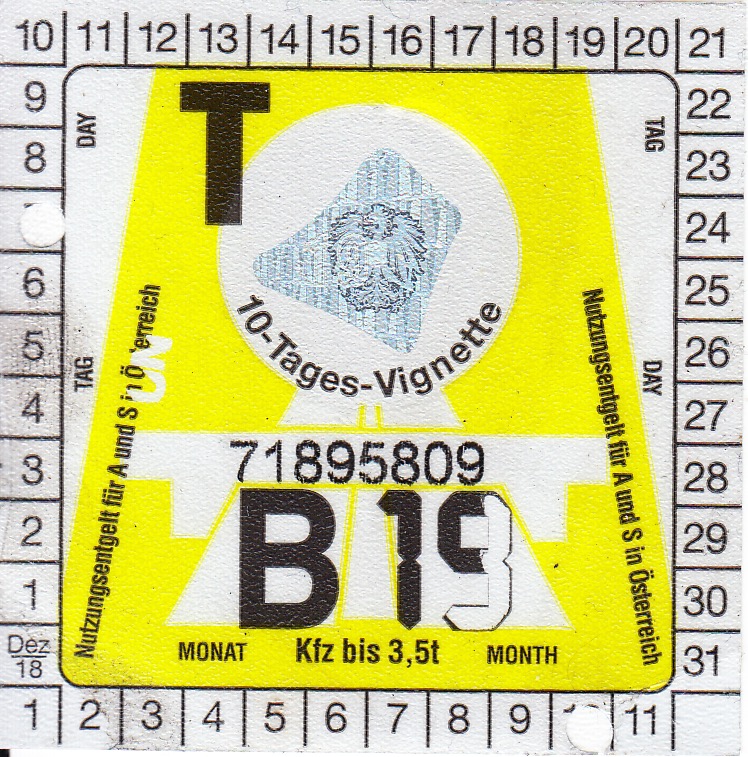 10 11 12 13 14 15 16 17 18 19 20 21
9 22
8 23
24
6 25
5 26
4 27
3 28
2 29
1 30
Dez 18 31
1 2 3 4 5 6 7 8 9 11
DAY
TAG
TAG
DAY
T
10-Tages-Vignette
Nutzungsentgelt für A und S in Österreich
Nutzungsentgelt für A und S in Österreich
71895809
B 19
MONAT Kfz bis 3,5t MONTH